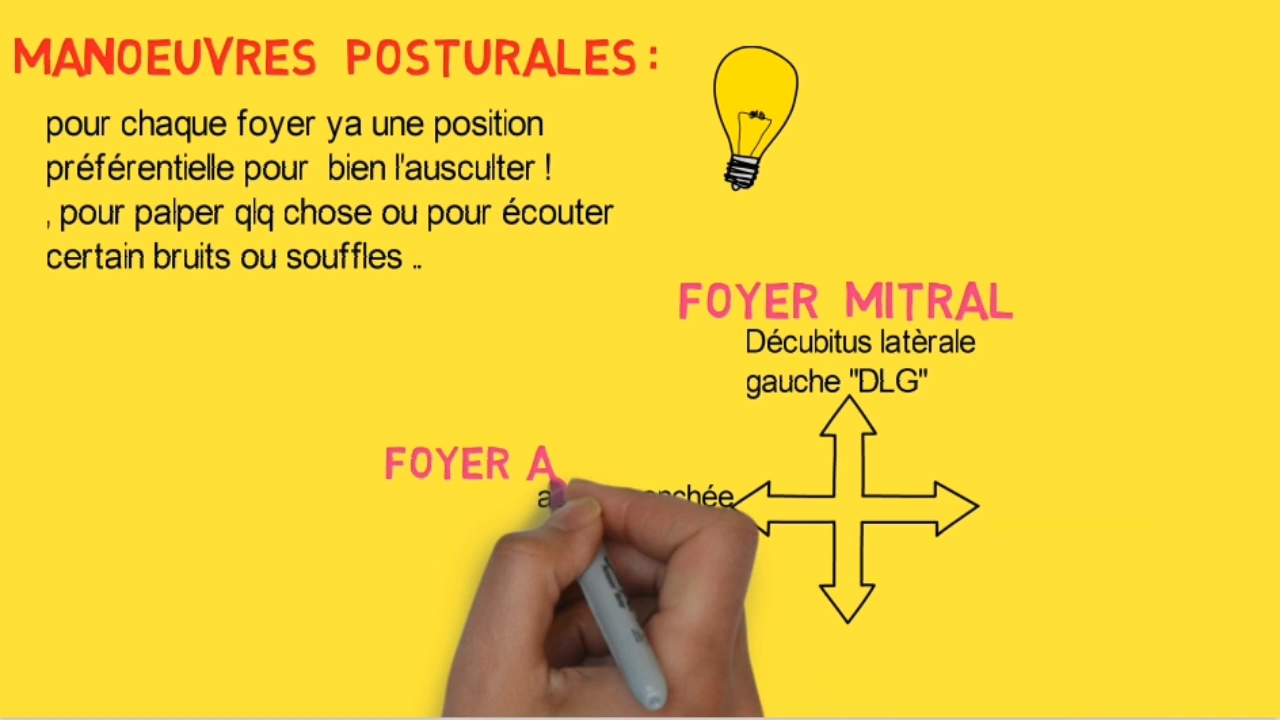 MANOEUVRES POSTURALES :
pour chaque foyer ya une position
préférentielle pour bien l'ausculter !
, pour palper qlq chose ou pour écouter
certain bruits ou souffles ..
FOYER MITRAL
Décubitus latèrale
gauche "DLG"
FOYER A